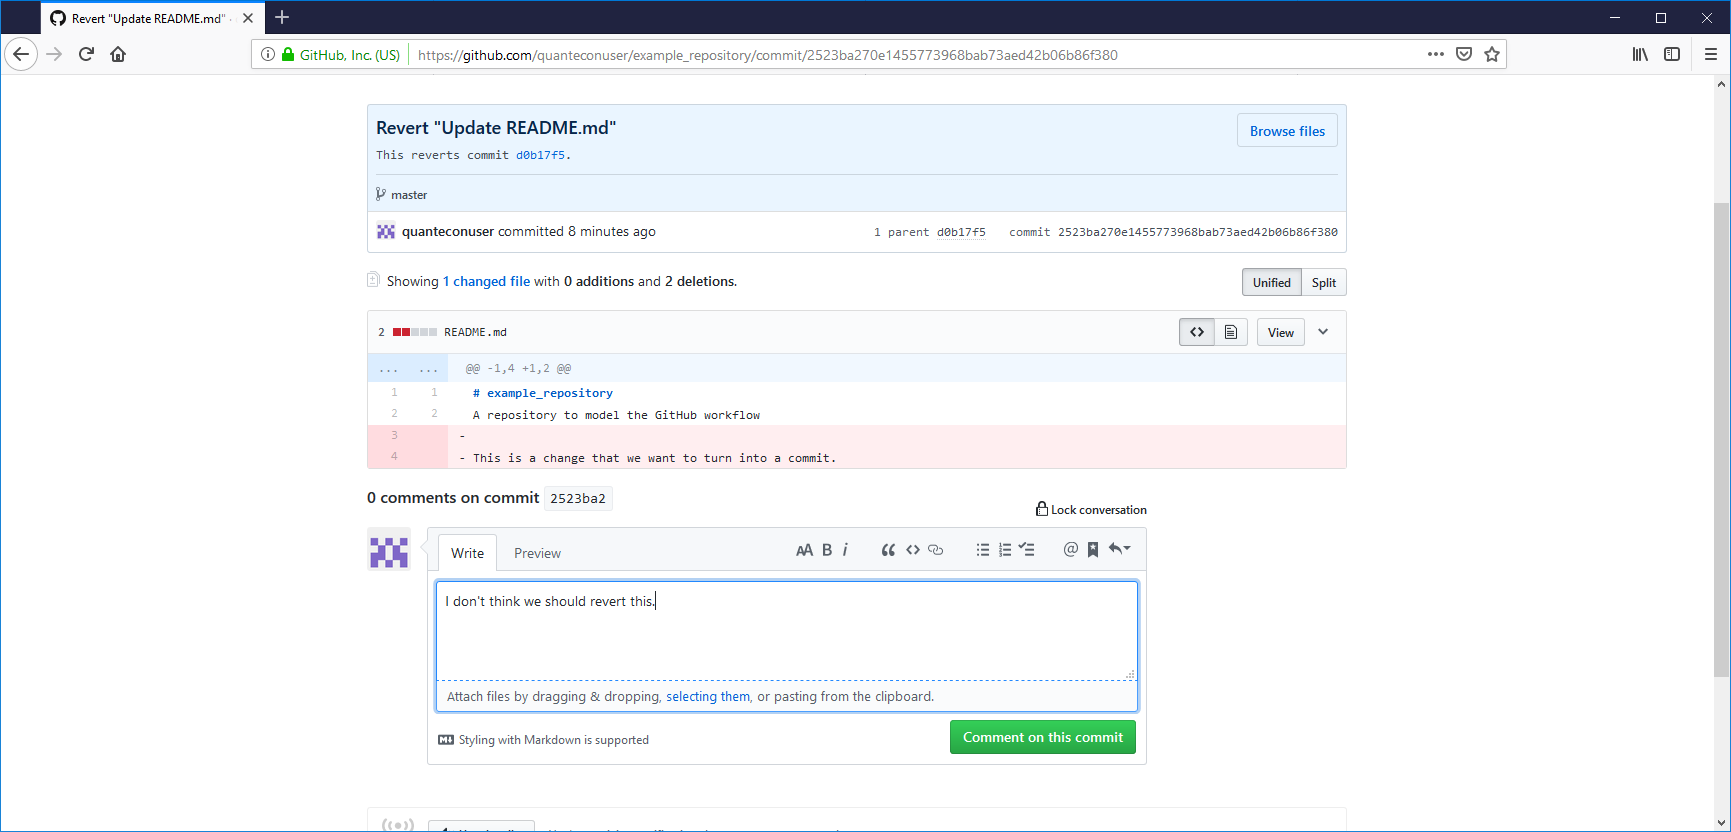 Revert "Update README.md" ·
GitHub, Inc. (US) https://github.com/quanteconuser/example_repository/commit/2523ba270e1455773968bab73aed42b06b86f380
Revert "Update README.md"
Browse files
This reverts commit d0b17f5.
master
quanteconuser committed 8 minutes ago 1 parent d0b17f5 commit 2523ba270e1455773968bab73aed42b06b86f380
Showing 1 changed file with 0 additions and 2 deletions. Unified Split
2 README.md View
... ... @@ -1,4 +1,2 @@
1 1 # example_repository
2 2 A repository to model the GitHub workflow
3 -
4 - This is a change that we want to turn into a commit.
0 comments on commit 2523ba2
Lock conversation
Write Preview AA B i
I don't think we should revert this.
Attach files by dragging & dropping, selecting them, or pasting from the clipboard.
Styling with Markdown is supported Comment on this commit